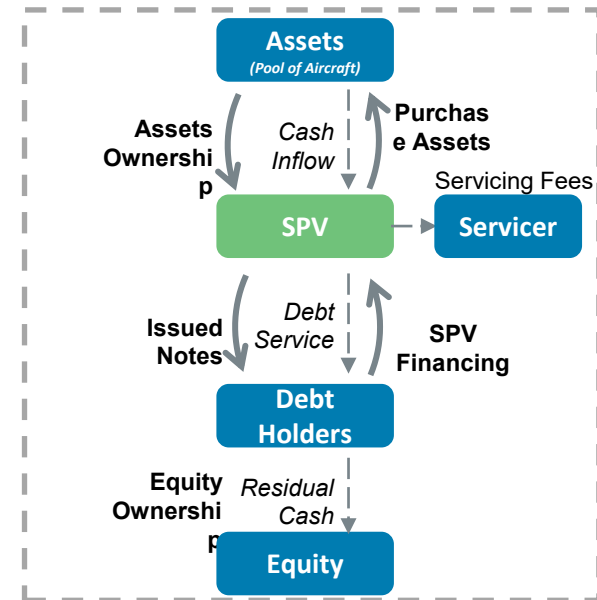 Assets
(Pool of Aircraft)
Assets
Ownershi
p
Cash
Inflow
Purchas
e Assets
Servicing Fees
SPV
Servicer
Issued
Notes
Debt
Service
SPV
Financing
Debt
Holders
Equity
Ownershi
p
Residual
Cash
Equity